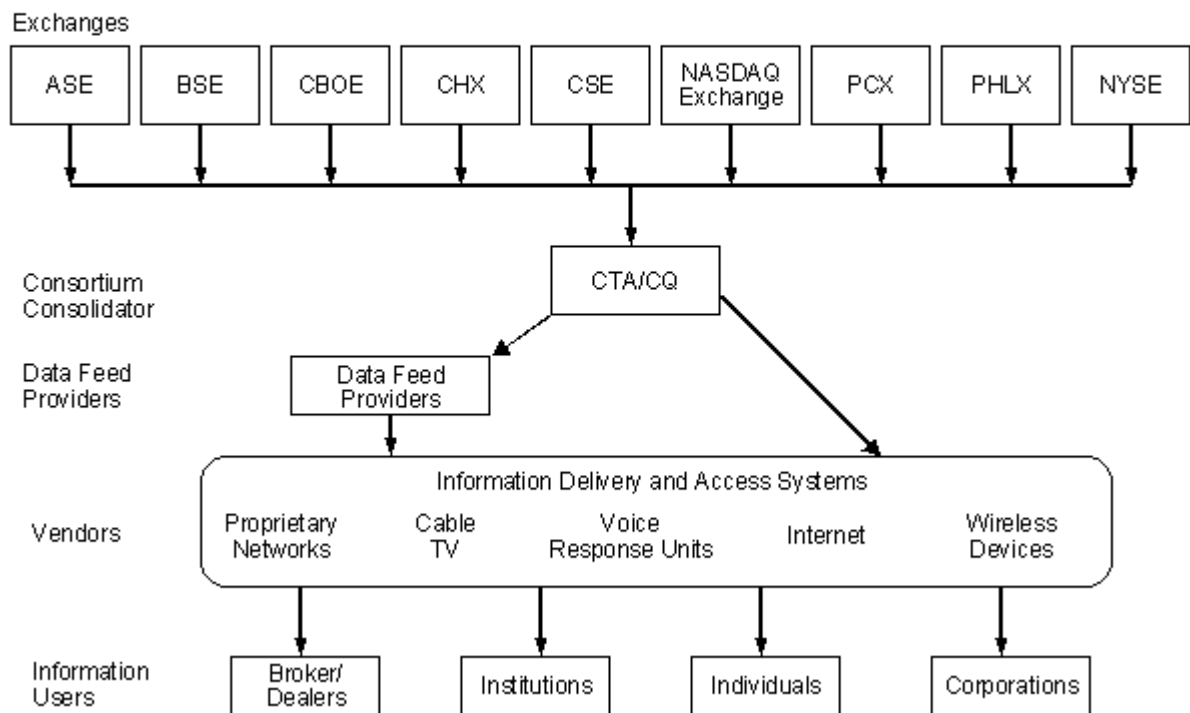 Exchanges
ASE
BSE
CBOE
CHX
CSE
NASDAQ
Exchange
PCX
PHLX
NYSE
Consortium
Consolidator
CTA/CQ
Data Feed
Providers
Data Feed
Providers
Information Delivery and Access Systems
Vendors
Proprietary
Networks
Cable
TV
Voice
Response Units
Internet
Wireless
Devices
Information
Users
Broker/
Dealers
Institutions
Individuals
Corporations